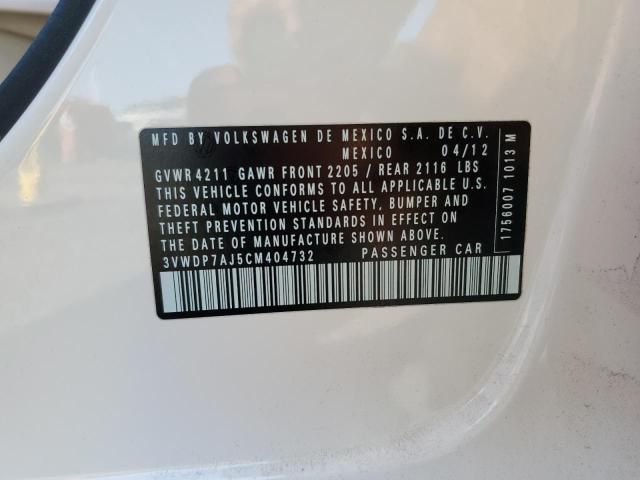 MFD BY VOLKSWAGEN DE MEXICO S.A. DE C.V.
MEXICO 04/12
GVWR 4211 GAWR FRONT 2205 / REAR 2116 LBS
THIS VEHICLE CONFORMS TO ALL APPLICABLE U.S.
FEDERAL MOTOR VEHICLE SAFETY, BUMPER AND
THEFT PREVENTION STANDARDS IN EFFECT ON
THE DATE OF MANUFACTURE SHOWN ABOVE.
3VWDP7AJ5CM404732 PASSENGER CAR
1756007 1013 M